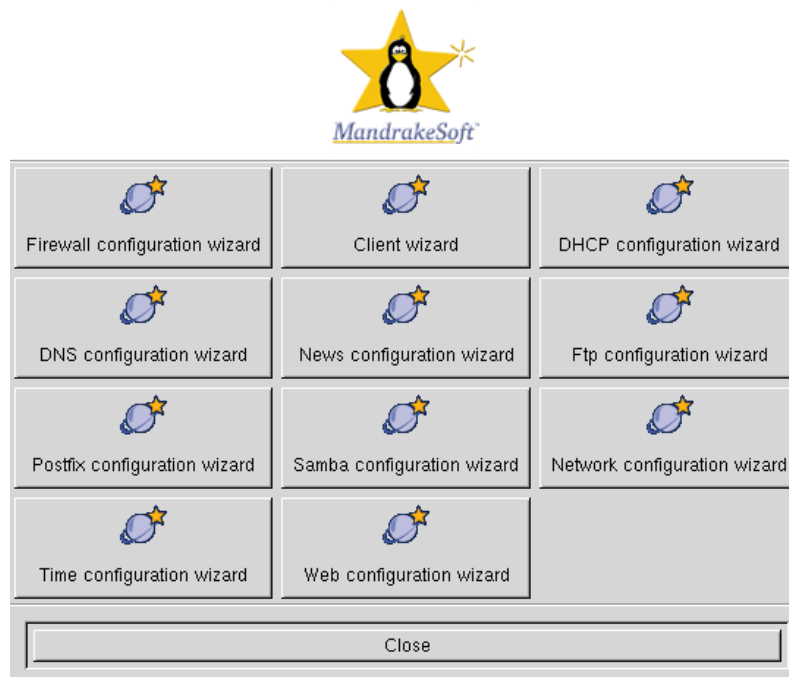 MandrakeSoft™
Firewall configuration wizard
Client wizard
DHCP configuration wizard
DNS configuration wizard
News configuration wizard
Ftp configuration wizard
Postfix configuration wizard
Samba configuration wizard
Network configuration wizard
Time configuration wizard
Web configuration wizard
Close